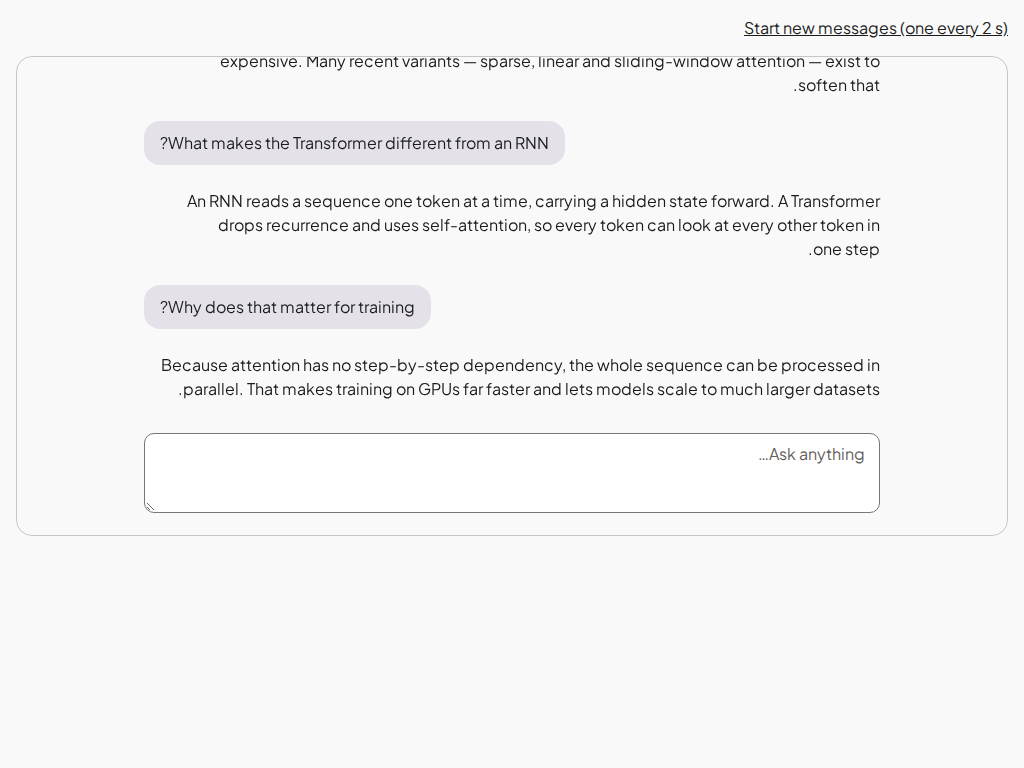 Start new messages (one every 2 s)
expensive. Many recent variants — sparse, linear and sliding-window attention — exist to
.soften that
?What makes the Transformer different from an RNN
An RNN reads a sequence one token at a time, carrying a hidden state forward. A Transformer
drops recurrence and uses self-attention, so every token can look at every other token in
.one step
?Why does that matter for training
Because attention has no step-by-step dependency, the whole sequence can be processed in
.parallel. That makes training on GPUs far faster and lets models scale to much larger datasets
…Ask anything